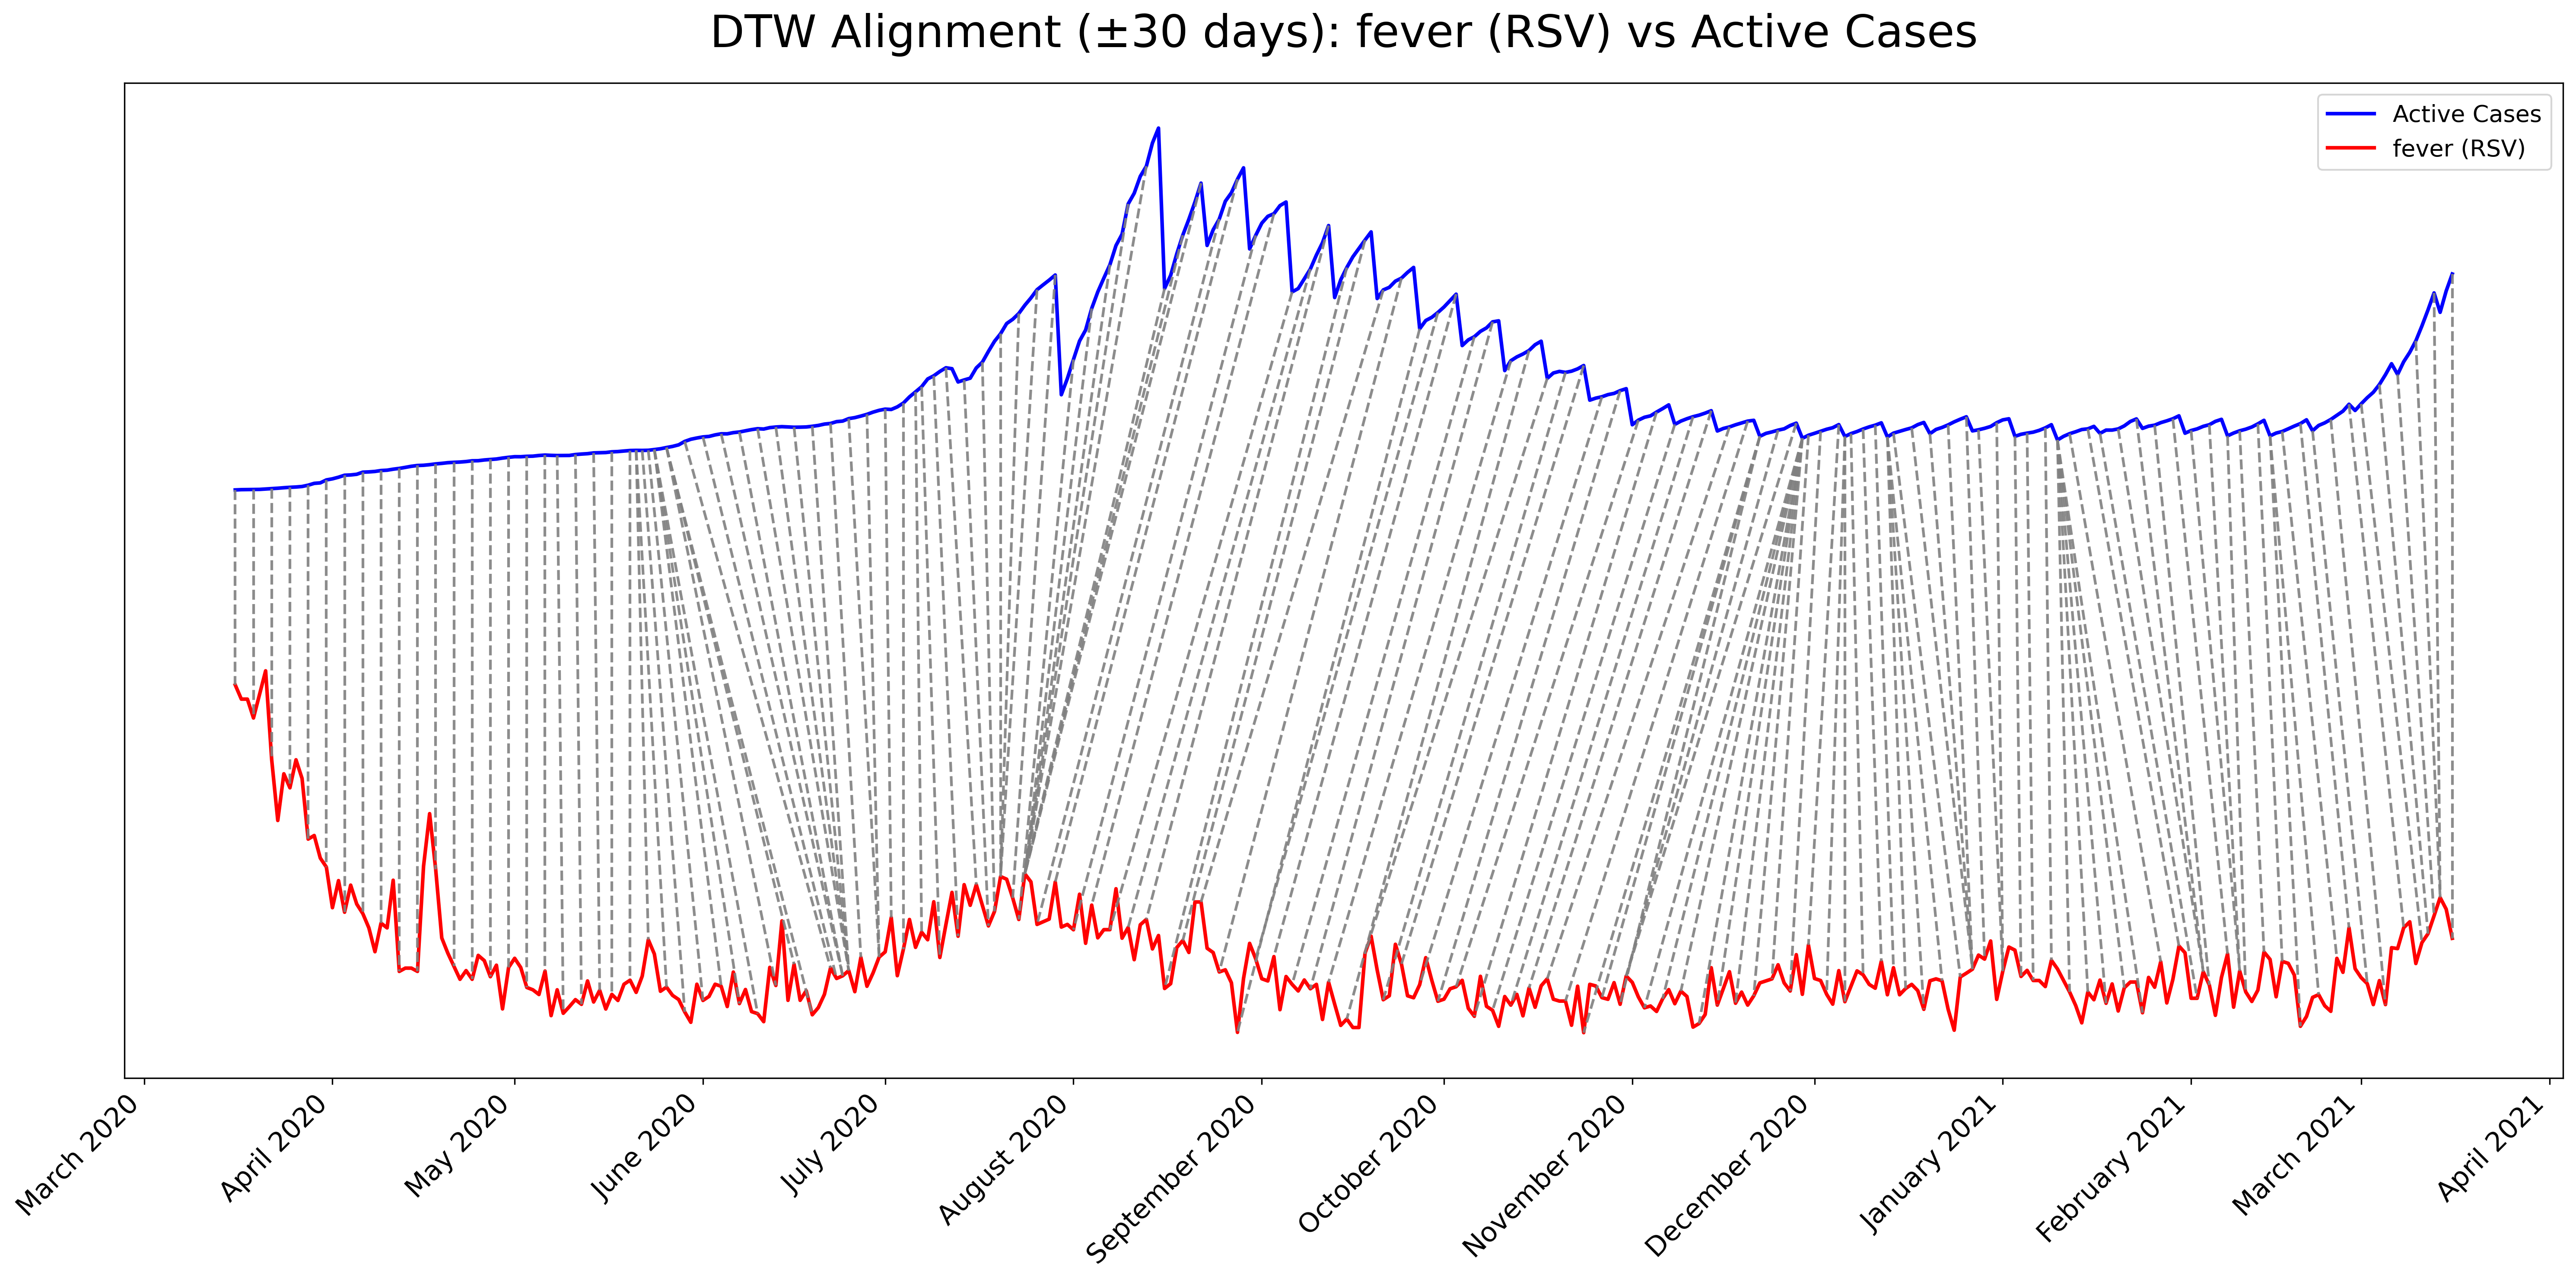 DTW Alignment (±30 days): fever (RSV) vs Active Cases
Active Cases
fever (RSV)
March 2020
April 2020
May 2020
June 2020
July 2020
August 2020
September 2020
October 2020
November 2020
December 2020
January 2021
February 2021
March 2021
April 2021